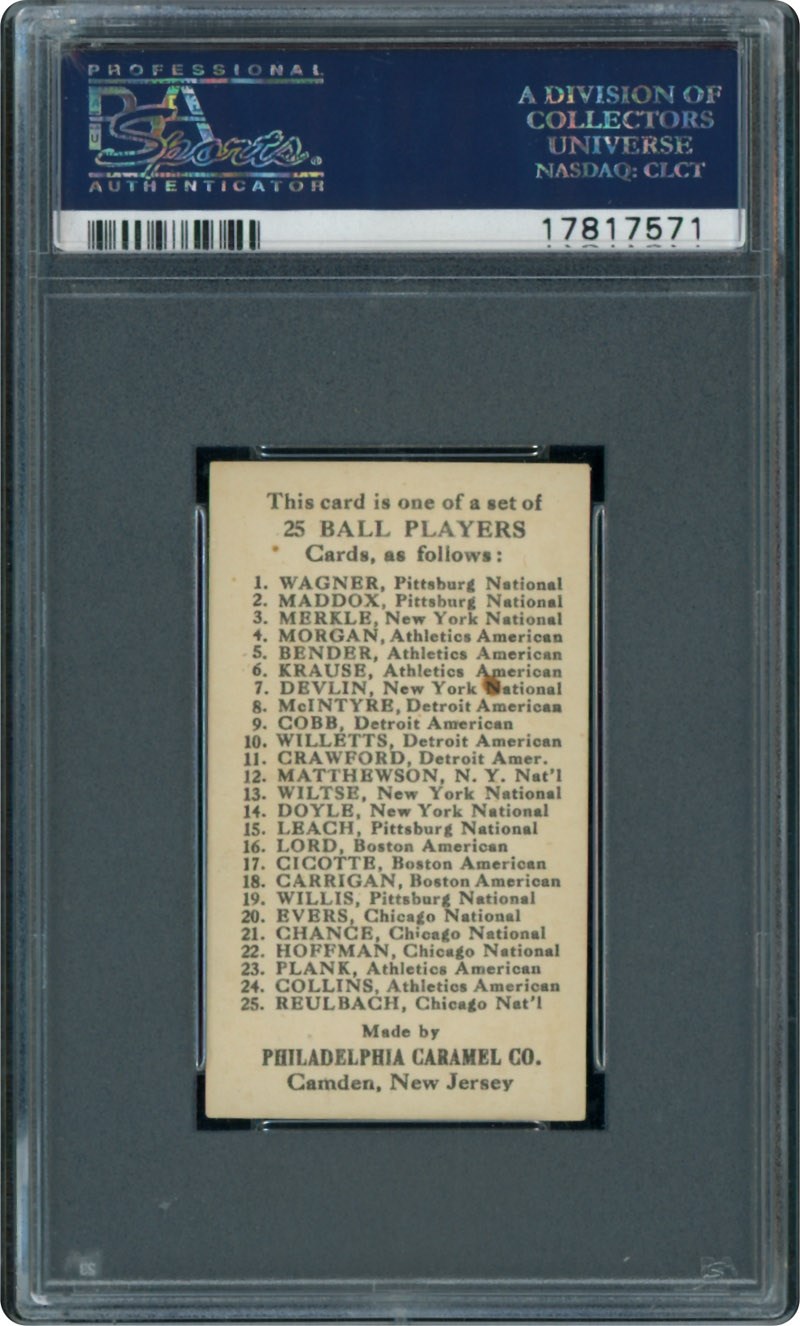 PROFESSIONAL
PSA
Sports
AUTHENTICATOR
A DIVISION OF
COLLECTORS
UNIVERSE
NASDAQ: CLCT
17817571
This card is one of a set of
25 BALL PLAYERS
Cards, as follows:
1. WAGNER, Pittsburg National
2. MADDOX, Pittsburg National
3. MERKLE, New York National
4. MORGAN, Athletics American
5. BENDER, Athletics American
6. KRAUSE, Athletics American
7. DEVLIN, New York National
8. McINTYRE, Detroit American
9. COBB, Detroit American
10. WILLETTS, Detroit American
11. CRAWFORD, Detroit Amer.
12. MATTHEWSON, N. Y. Nat'l
13. WILTSE, New York National
14. DOYLE, New York National
15. LEACH, Pittsburg National
16. LORD, Boston American
17. CICOTTE, Boston American
18. CARRIGAN, Boston American
19. WILLIS, Pittsburg National
20. EVERS, Chicago National
21. CHANCE, Chicago National
22. HOFFMAN, Chicago National
23. PLANK, Athletics American
24. COLLINS, Athletics American
25. REULBACH, Chicago Nat'l
Made by
PHILADELPHIA CARAMEL CO.
Camden, New Jersey